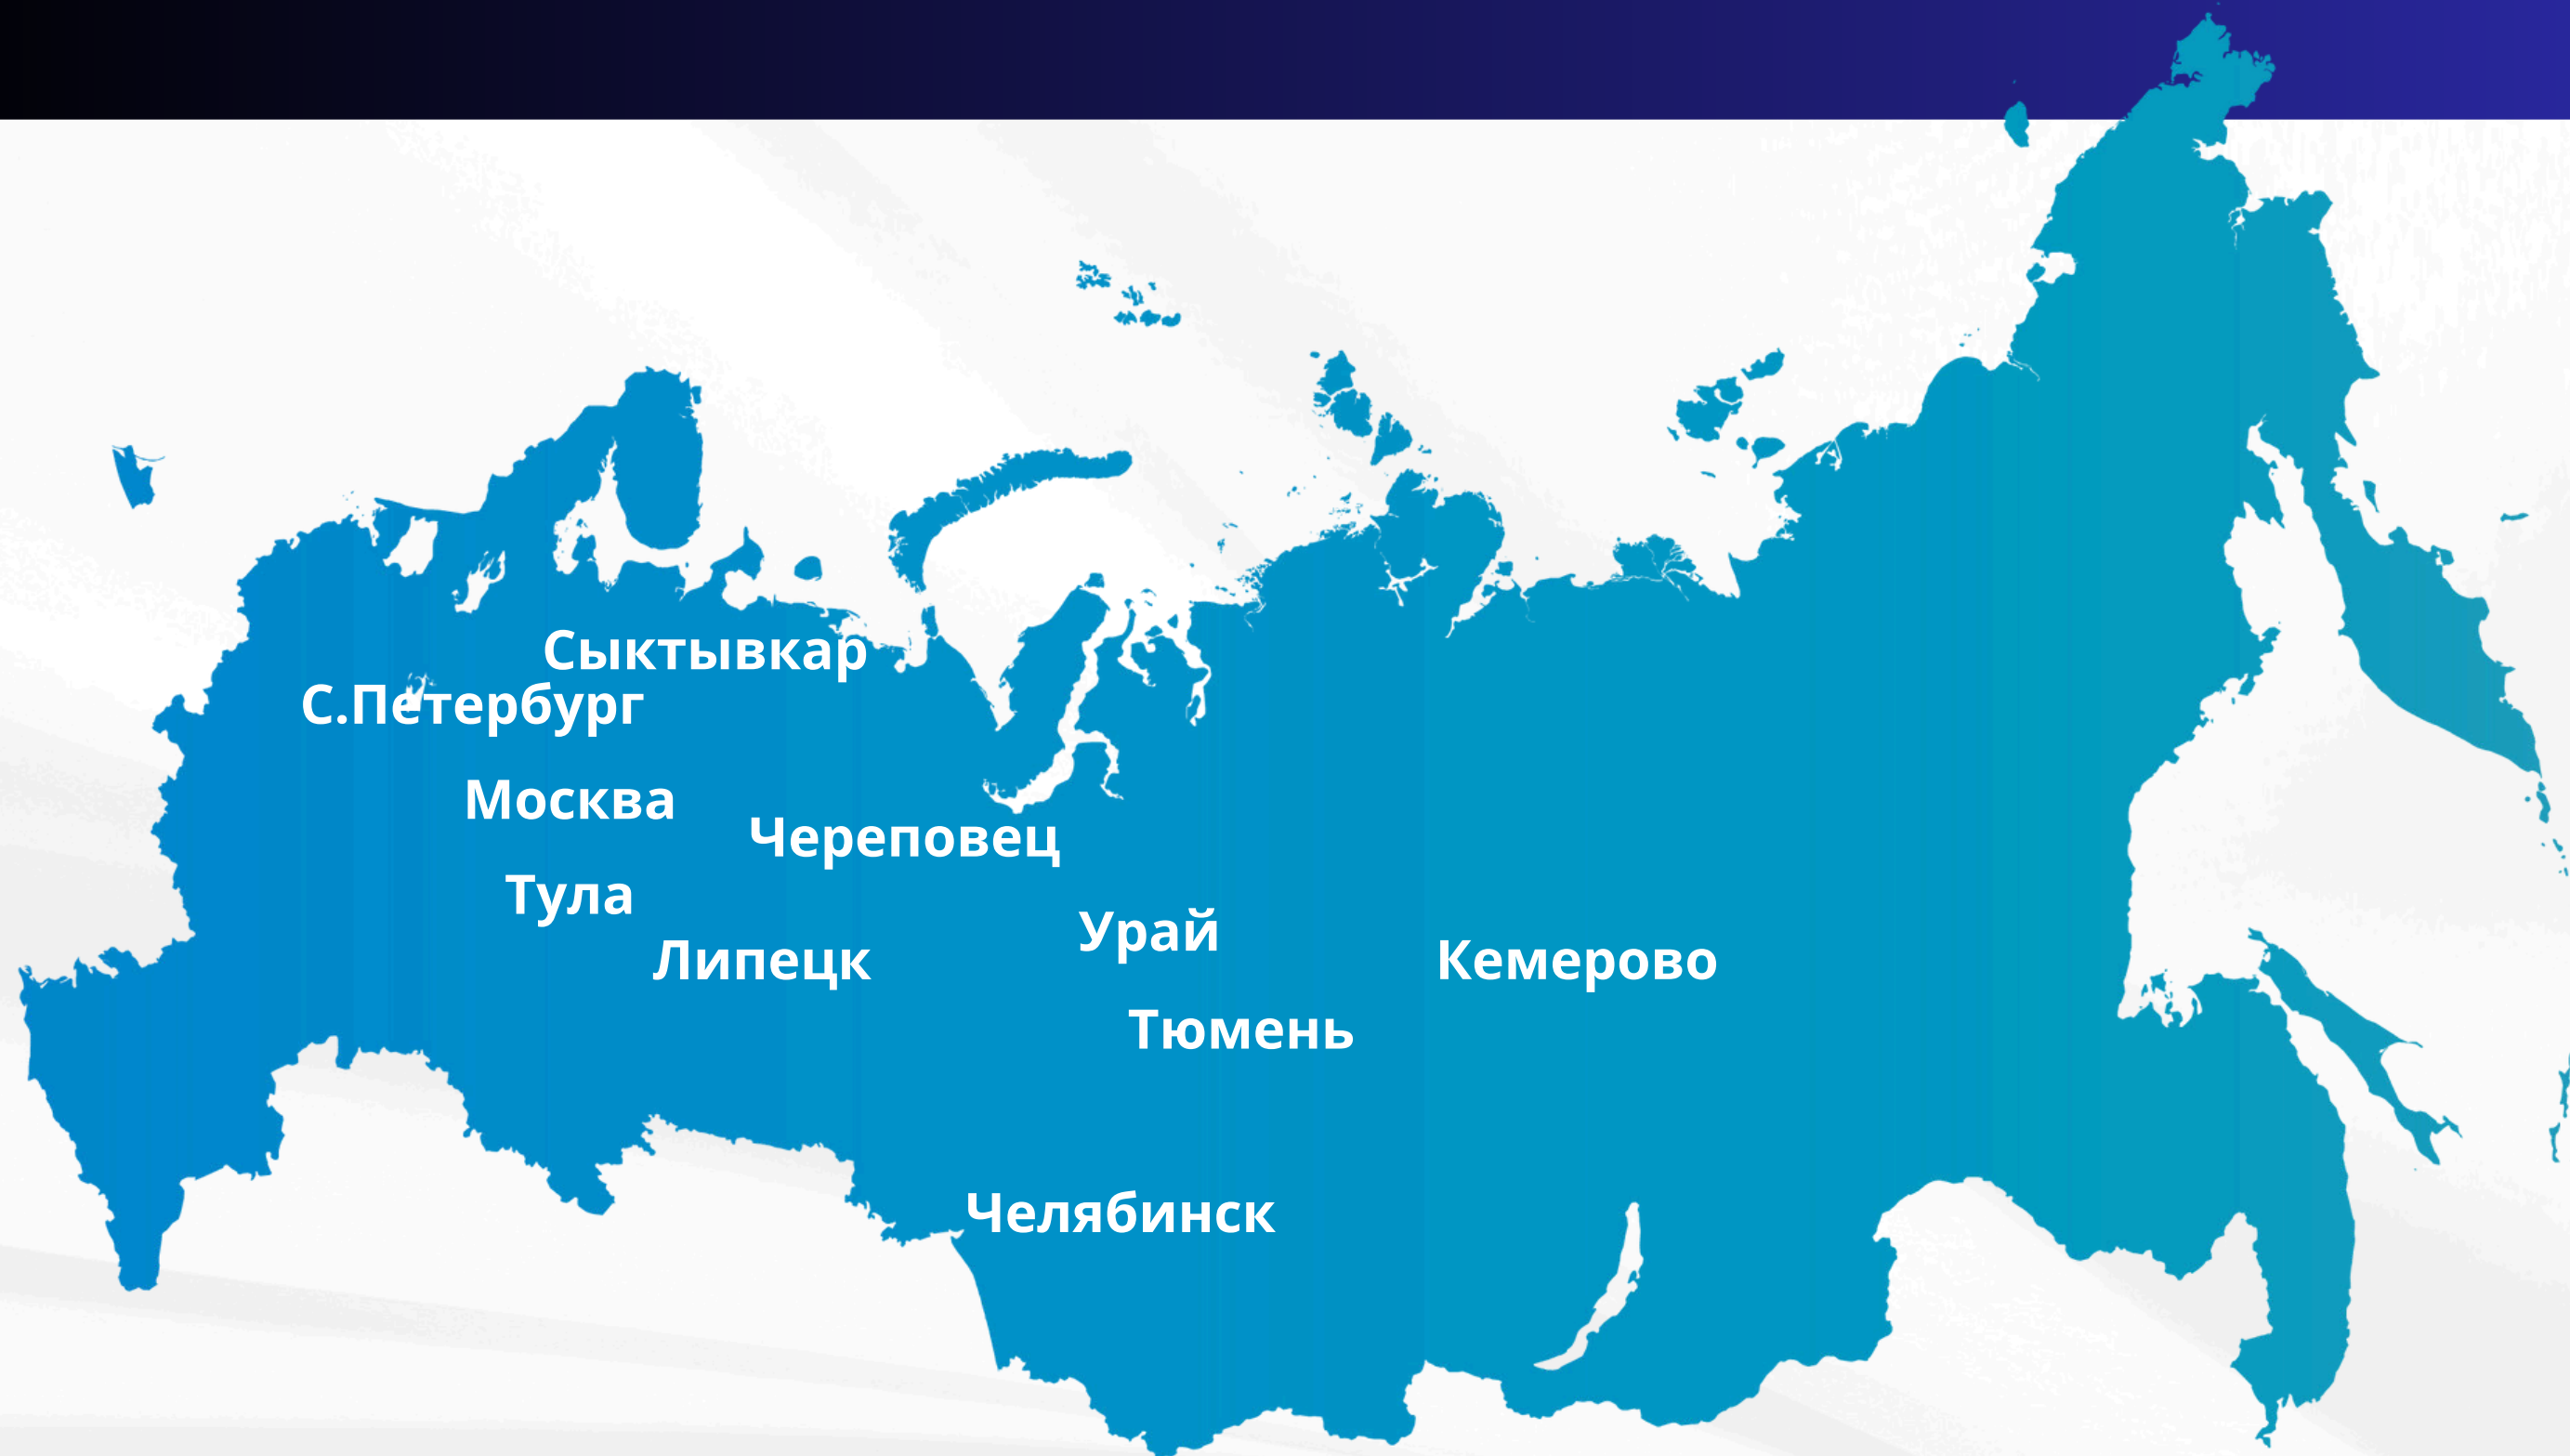 Сыктывкар
С.Петербург
Москва
Череповец
Тула
Урай
Липецк
Кемерово
Тюмень
Челябинск